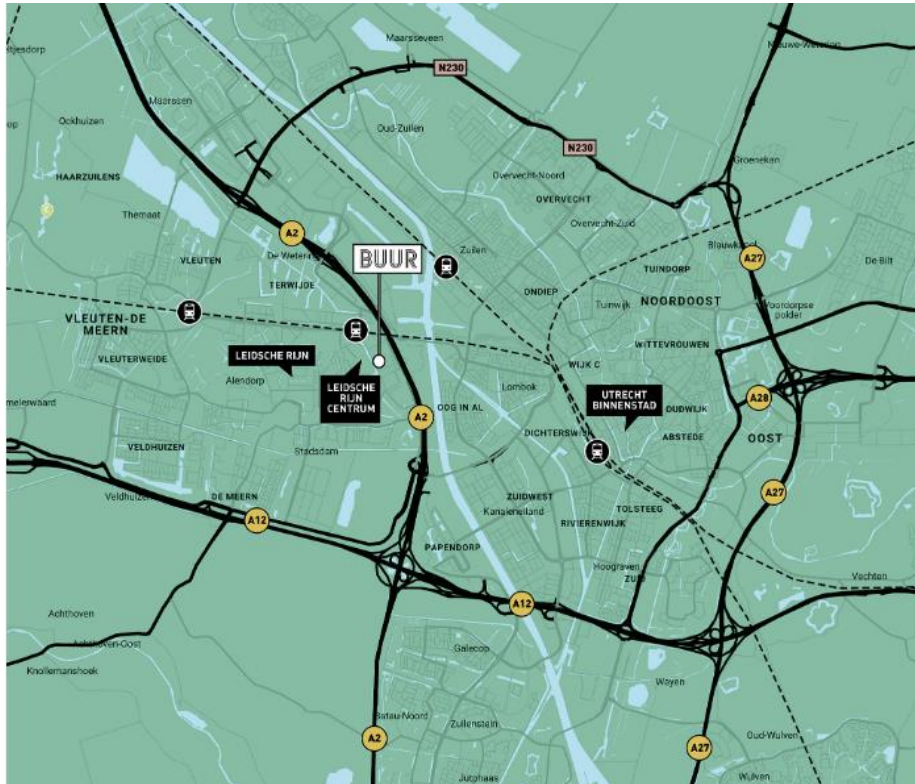 Maarsseveen
Nieuwe-Wetering
N230
Maarssen
Ockhuizen
Oud-Zuilen
N230
Groenekan
HAARZUILENS
Overvecht-Noord
OVERVECHT
Themaat
Overvecht-Zuid
A2
De Wetering
BUUR
Zuilen
Blauwkapel
A27
De Bilt
VLEUTEN
TERWIJDE
TUINDORP
ONDIEP
Tuinwijk
NOORDOOST
Voordorpse
polder
VLEUTEN-DE
MEERN
WITTEVROUWEN
VLEUTERWEIDE
LEIDSCHE RIJN
WIJK C
Alendorp
LEIDSCHE
RIJN
CENTRUM
Lombok
UTRECHT
BINNENSTAD
A28
melerwaard
A2
OOG IN AL
OUDWIJK
DICHTERSWIJK
ABSTEDE
OOST
VELDHUIZEN
Stadsdam
Veldhuizen
DE MEERN
ZUIDWEST
Kanaleneiland
A27
TOLSTEEG
A12
RIVIERENWIJK
PAPENDORP
Hoograven
ZUID
Vechten
A12
Achthoven
Achthoven-Oost
Galecop
Knollemanshoek
Wayen
Batau-Noord
Zuilenstein
A2
Oud-Wulven
A27
Jutphaas
Wulven